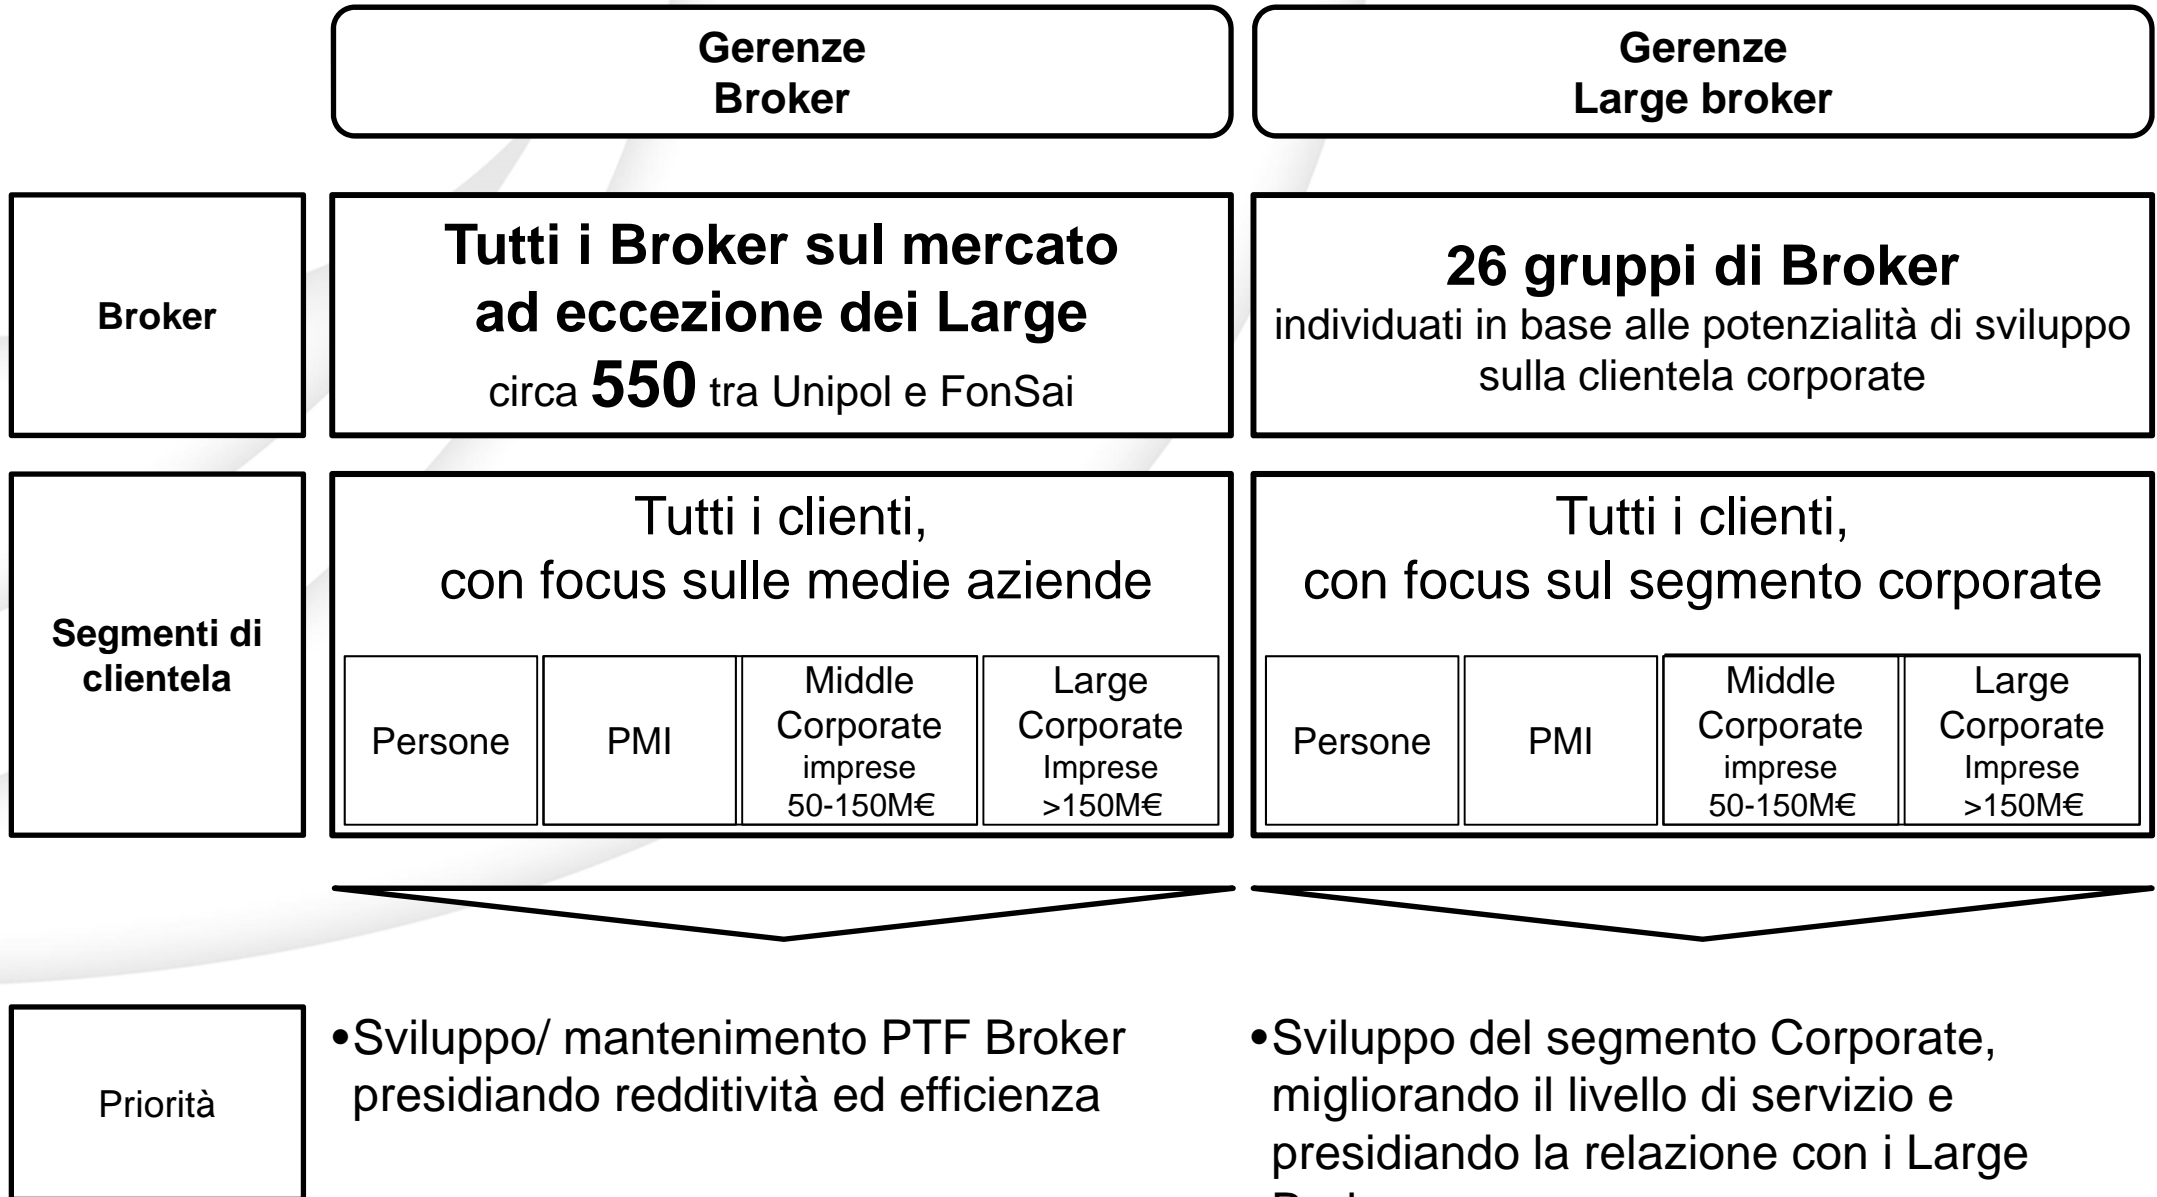 Gerenze
Broker
Gerenze
Large broker
Broker
Tutti i Broker sul mercato
ad eccezione dei Large
circa 550 tra Unipol e FonSai
26 gruppi di Broker
individuati in base alle potenzialità di sviluppo
sulla clientela corporate
Segmenti di
clientela
Tutti i clienti,
con focus sulle medie aziende
Persone
PMI
Middle
Corporate
imprese
50-150M€
Large
Corporate
Imprese
>150M€
Tutti i clienti,
con focus sul segmento corporate
Persone
PMI
Middle
Corporate
imprese
50-150M€
Large
Corporate
Imprese
>150M€
Priorità
•Sviluppo/ mantenimento PTF Broker
presidiando redditività ed efficienza
•Sviluppo del segmento Corporate,
migliorando il livello di servizio e
presidiando la relazione con i Large